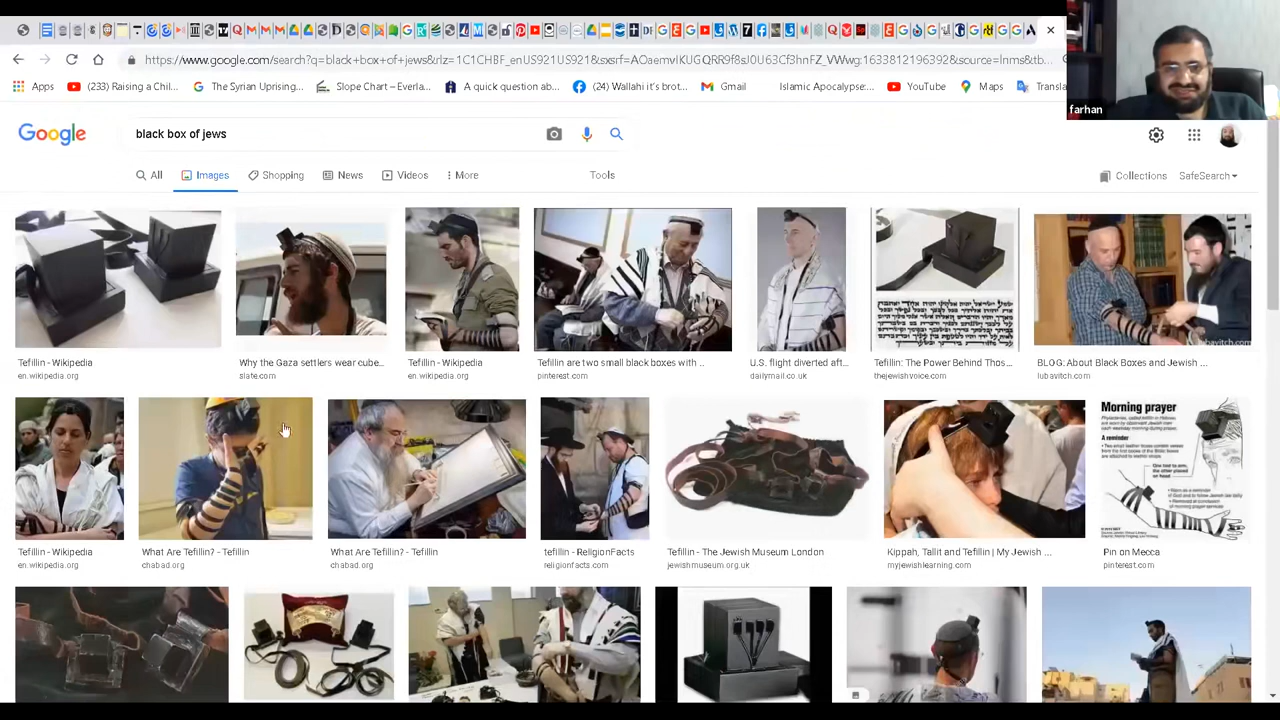 https://www.google.com/search?q=black+box+of+jews&rlz=1C1CHBF_enUS921US921&sxsrf=
source=lnms&tb...
farhan
Apps
(233) Raising a Chil...
The Syrian Uprising...
Slope Chart – Everla...
A quick question ab...
(24) Wallahi it's brot...
Gmail
Islamic Apocalypse:...
YouTube
Maps
Transla
Google
black box of jews
All
Images
Shopping
News
Videos
More
Tools
Collections
SafeSearch
lubavitch.com
Tefillin - Wikipedia
Why the Gaza settlers wear cube...
Tefillin - Wikipedia
Tefillin are two small black boxes with ..
U.S. flight diverted aft...
Tefillin: The Power Behind Thos...
BLOG: About Black Boxes and Jewish ...
en.wikipedia.org
slate.com
en.wikipedia.org
pinterest.com
dailymail.co.uk
thejewishvoice.com
lubavitch.com
Morning prayer
A reminder
Tefillin - Wikipedia
What Are Tefillin? - Tefillin
What Are Tefillin? - Tefillin
tefillin - ReligionFacts
Tefillin - The Jewish Museum London
Kippah, Tallit and Tefillin | My Jewish ...
Pin on Mecca
en.wikipedia.org
chabad.org
chabad.org
religionfacts.com
jewishmuseum.org.uk
myjewishlearning.com
pinterest.com